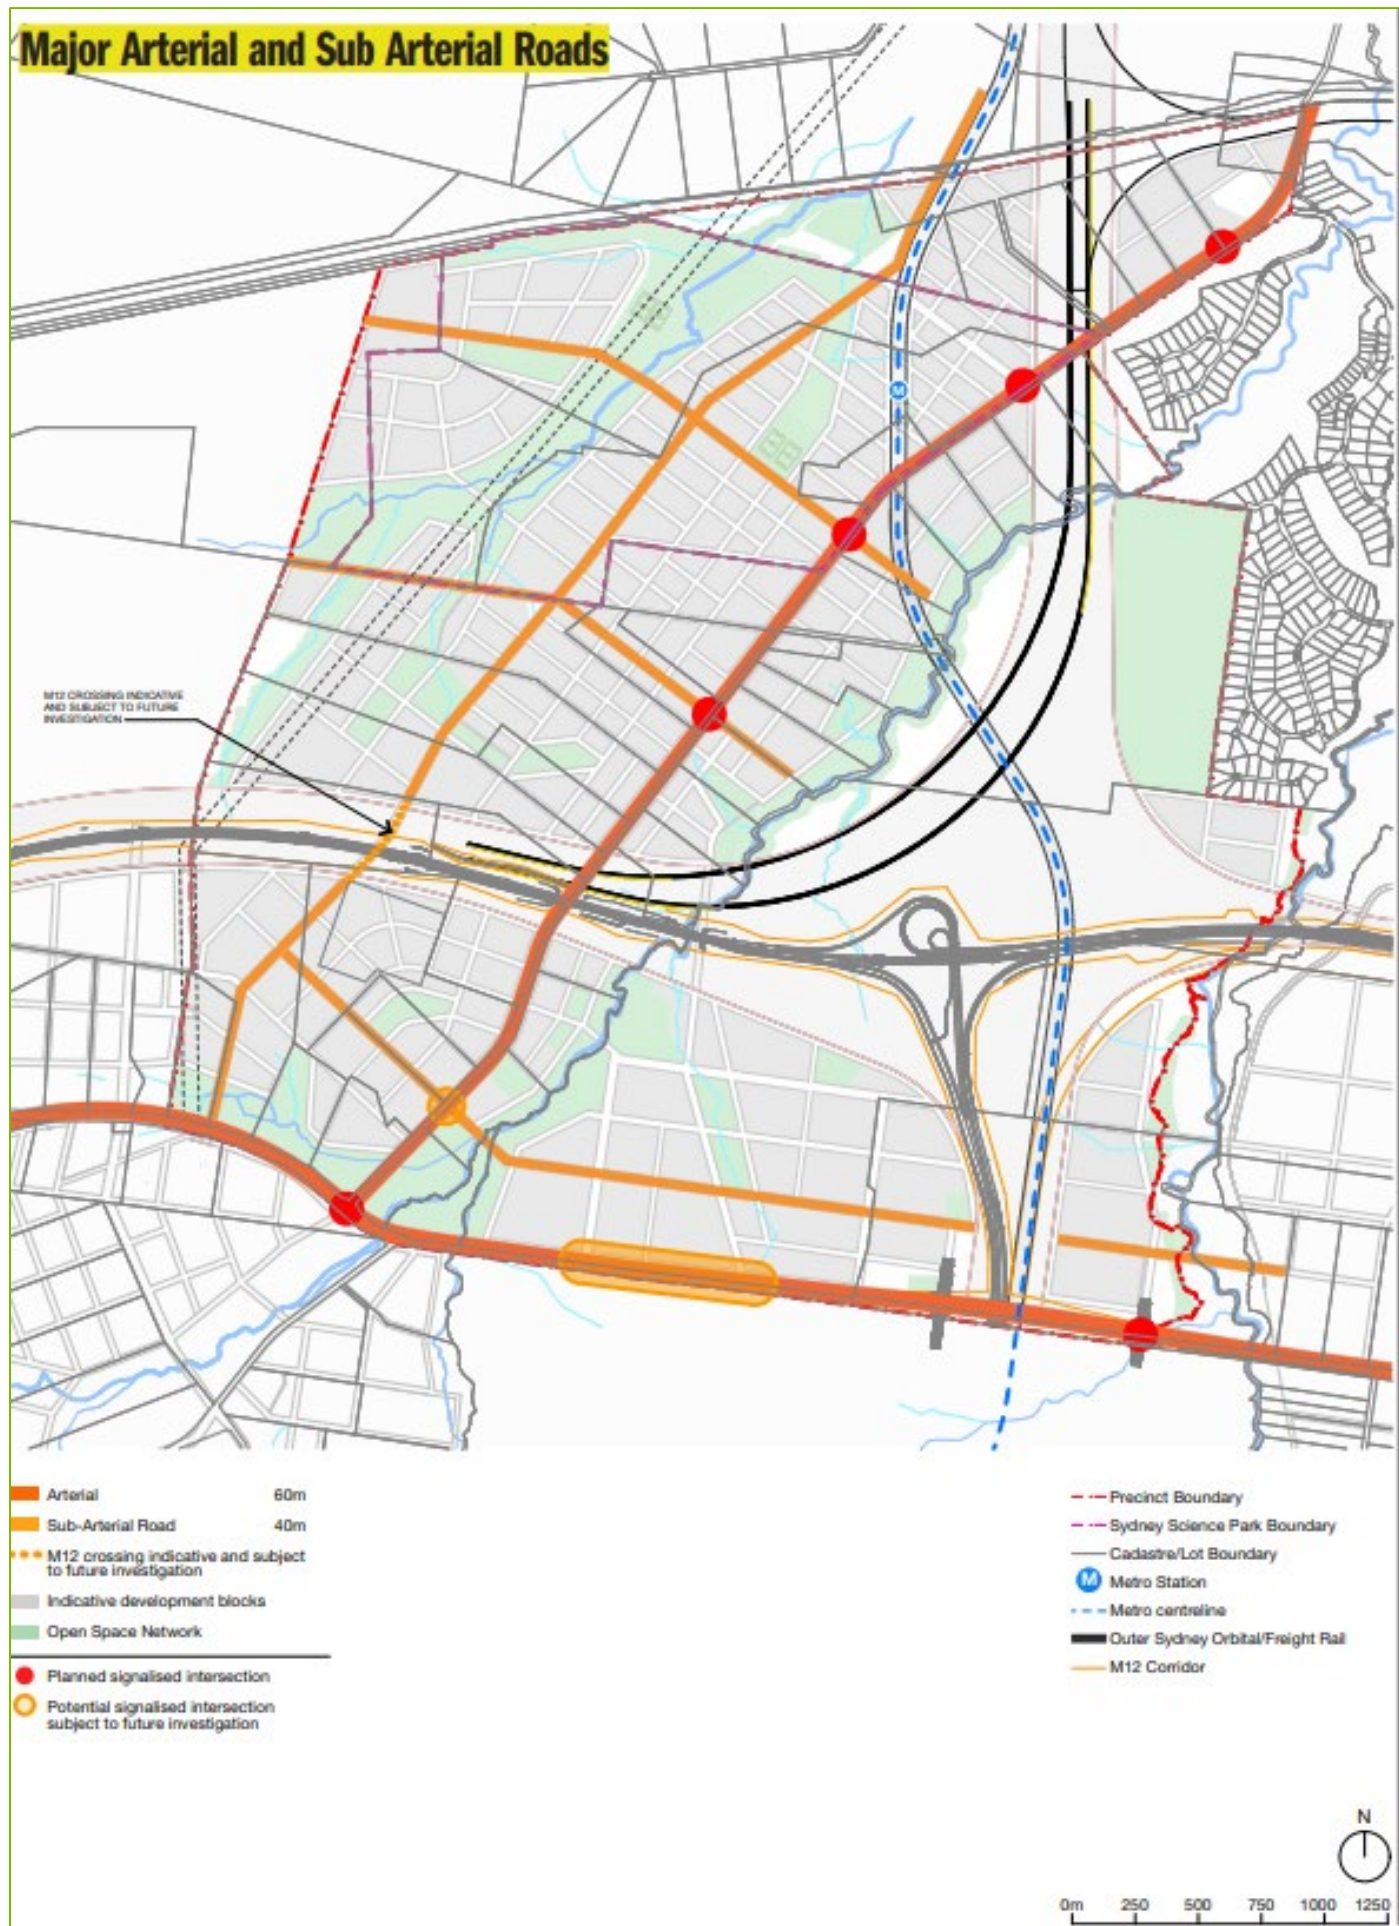 Major Arterial and Sub Arterial Roads
M
M12 CROSSING INDICATIVE
AND SUBJECT TO FUTURE
INVESTIGATION
Arterial 60m
Sub-Arterial Road 40m
M12 crossing indicative and subject
to future investigation
Indicative development blocks
Open Space Network
Planned signalised intersection
Potential signalised intersection
subject to future investigation
Precinct Boundary
Sydney Science Park Boundary
Cadastre/Lot Boundary
M Metro Station
Metro centreline
Outer Sydney Orbital/Freight Rail
M12 Corridor
N
0m 250 500 750 1000 1250